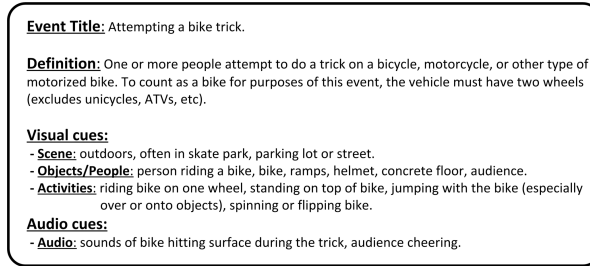 Event Title: Attempting a bike trick.
Definition: One or more people attempt to do a trick on a bicycle, motorcycle, or other type of
motorized bike. To count as a bike for purposes of this event, the vehicle must have two wheels
(excludes unicycles, ATVs, etc).
Visual cues:
- Scene: outdoors, often in skate park, parking lot or street.
- Objects/People: person riding a bike, bike, ramps, helmet, concrete floor, audience.
- Activities: riding bike on one wheel, standing on top of bike, jumping with the bike (especially
over or onto objects), spinning or flipping bike.
Audio cues:
- Audio: sounds of bike hitting surface during the trick, audience cheering.